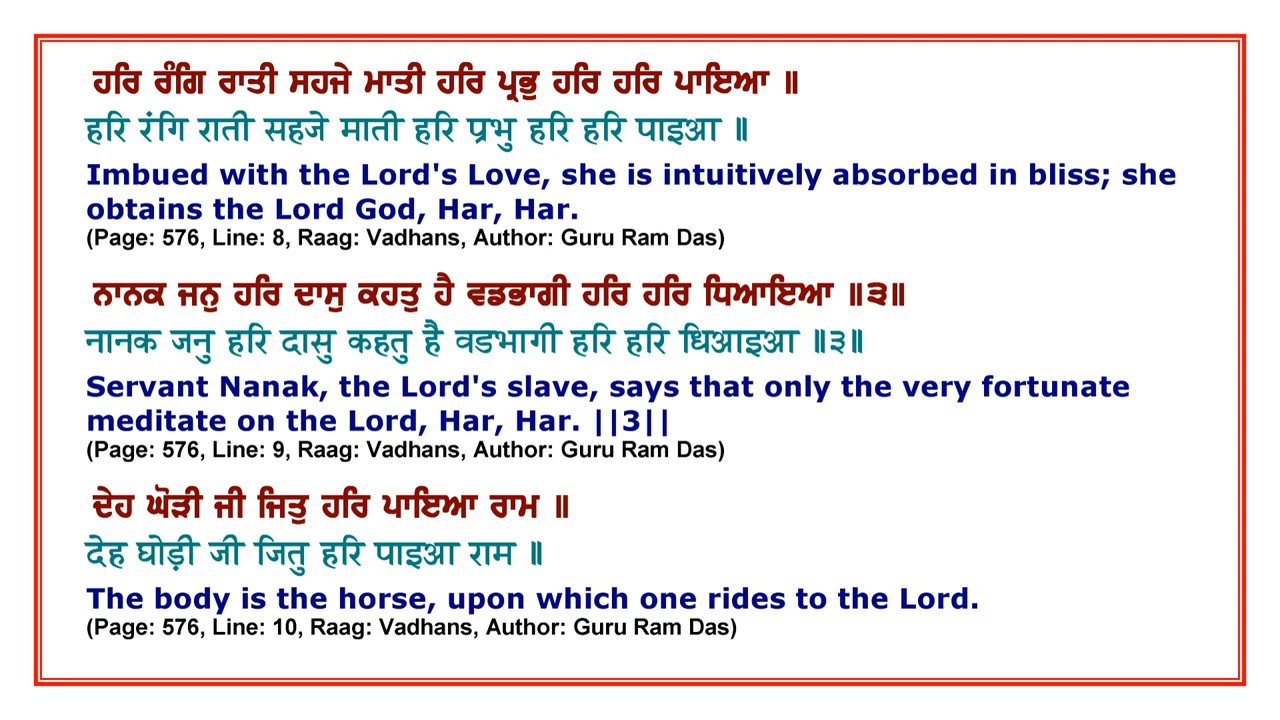 ਹਰਿ ਰੰਗਿ ਰਾਤੀ ਸਹਜੇ ਮਾਤੀ ਹਰਿ ਪ੍ਰਭੁ ਹਰਿ ਹਰਿ ਪਾਇਆ ॥
हरि रंगि राती सहजे माती हरि प्रभु हरि हरि पाइआ ॥
Imbued with the Lord's Love, she is intuitively absorbed in bliss; she
obtains the Lord God, Har, Har.
(Page: 576, Line: 8, Raag: Vadhans, Author: Guru Ram Das)
ਨਾਨਕ ਜਨੁ ਹਰਿ ਦਾਸੁ ਕਹਤੁ ਹੈ ਵਡਭਾਗੀ ਹਰਿ ਹਰਿ ਧਿਆਇਆ ॥੩॥
नानक जनु हरि दासु कहतु है वडभागी हरि हरि धिआइआ ॥३॥
Servant Nanak, the Lord's slave, says that only the very fortunate
meditate on the Lord, Har, Har. ||3||
(Page: 576, Line: 9, Raag: Vadhans, Author: Guru Ram Das)
ਦੇਹ ਘੋੜੀ ਜੀ ਜਿਤੁ ਹਰਿ ਪਾਇਆ ਰਾਮ ॥
देह घोड़ी जी जितु हरि पाइआ राम ॥
The body is the horse, upon which one rides to the Lord.
(Page: 576, Line: 10, Raag: Vadhans, Author: Guru Ram Das)